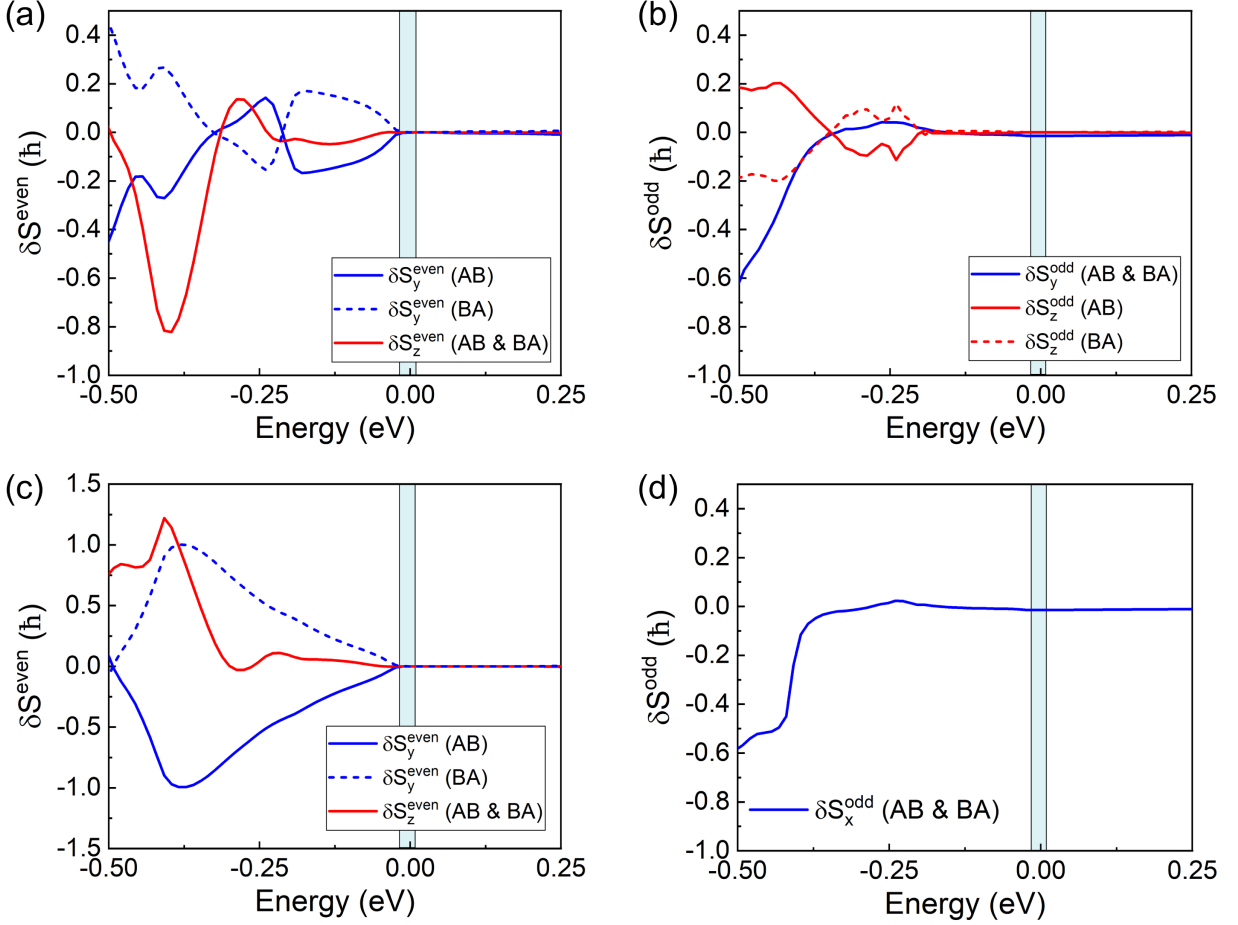 (a)
0.4
0.2
0.0
-0.2
-0.4
-0.6
-0.8
-1.0
δS^even (ħ)
δS_y^even (AB)
δS_y^even (BA)
δS_z^even (AB & BA)
-0.50 -0.25 0.00 0.25
Energy (eV)
(b)
0.4
0.2
0.0
-0.2
-0.4
-0.6
-0.8
-1.0
δS^odd (ħ)
δS_y^odd (AB & BA)
δS_z^odd (AB)
δS_z^odd (BA)
-0.50 -0.25 0.00 0.25
Energy (eV)
(c)
1.5
1.0
0.5
0.0
-0.5
-1.0
-1.5
δS^even (ħ)
δS_y^even (AB)
δS_y^even (BA)
δS_z^even (AB & BA)
-0.50 -0.25 0.00 0.25
Energy (eV)
(d)
0.4
0.2
0.0
-0.2
-0.4
-0.6
-0.8
-1.0
δS^odd (ħ)
δS_x^odd (AB & BA)
-0.50 -0.25 0.00 0.25
Energy (eV)